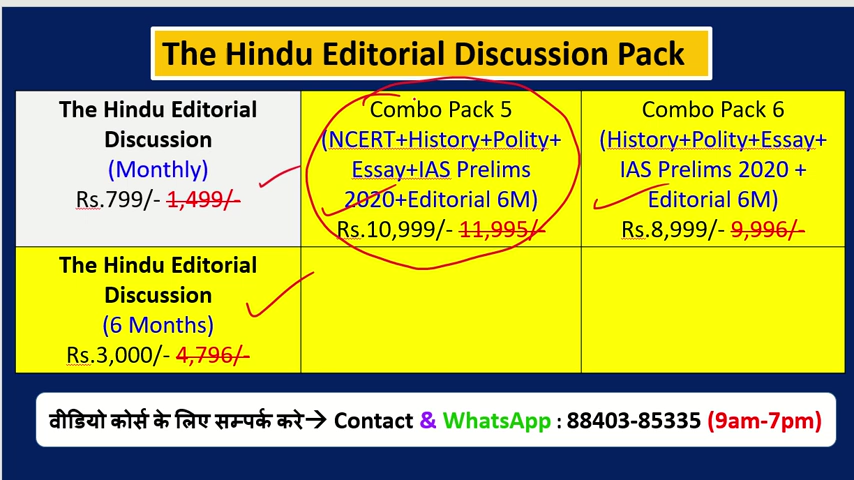 The Hindu Editorial Discussion Pack
The Hindu Editorial
Discussion
(Monthly)
Rs.799/- 1,499/-
Combo Pack 5
(NCERT+History+Polity+
Essay+IAS Prelims
2020+Editorial 6M)
Rs.10,999/- 11,995/-
Combo Pack 6
(History+Polity+Essay+
IAS Prelims 2020 +
Editorial 6M)
Rs.8,999/- 9,996/-
The Hindu Editorial
Discussion
(6 Months)
Rs.3,000/- 4,796/-
वीडियो कोर्स के लिए सम्पर्क करे→ Contact & WhatsApp : 88403-85335 (9am-7pm)